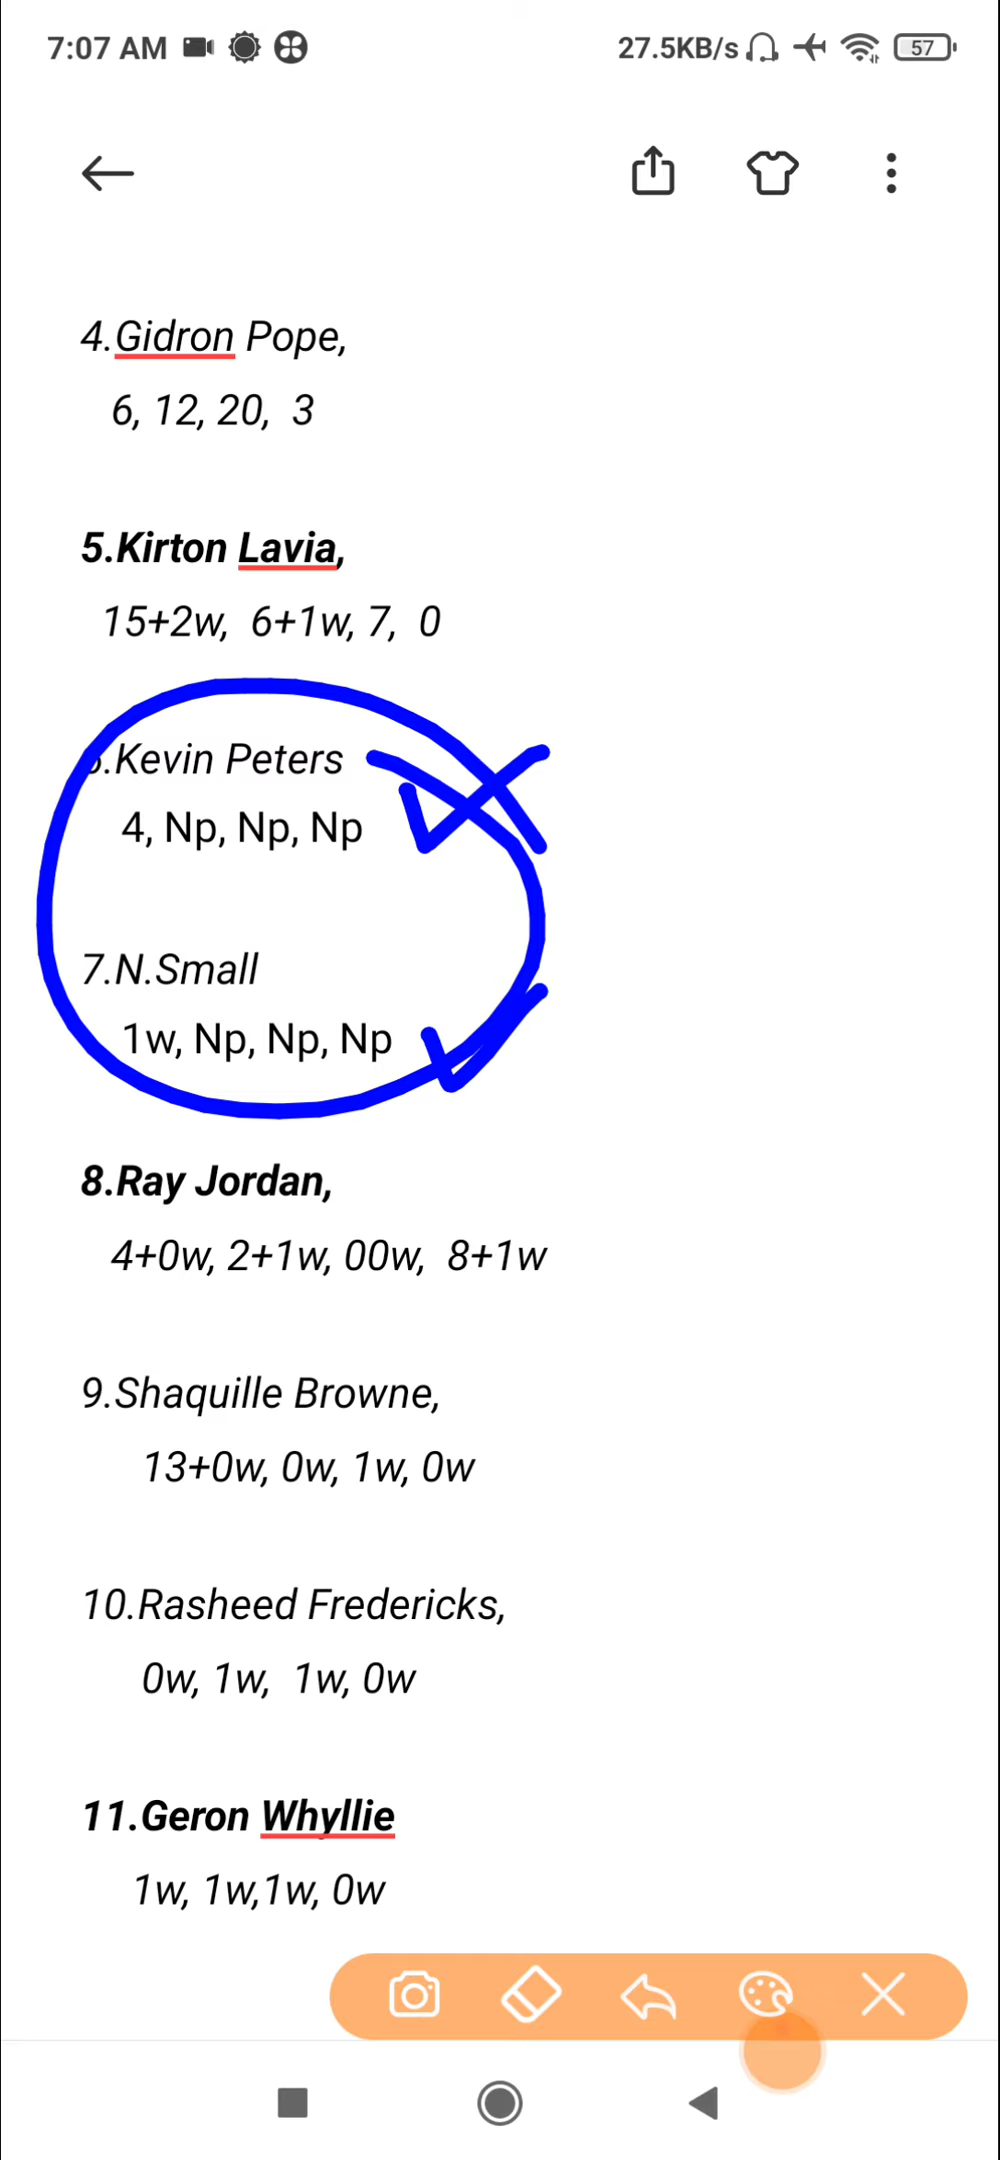 7:07 AM
27.5KB/s
57
4.Gidron Pope,
6, 12, 20, 3
5.Kirton Lavia,
15+2w, 6+1w, 7, 0
.Kevin Peters
4, Np, Np, Np
7.N.Small
1w, Np, Np, Np
8.Ray Jordan,
4+0w, 2+1w, 00w, 8+1w
9.Shaquille Browne,
13+0w, 0w, 1w, 0w
10.Rasheed Fredericks,
0w, 1w, 1w, 0w
11.Geron Whyllie
1w, 1w,1w, 0w